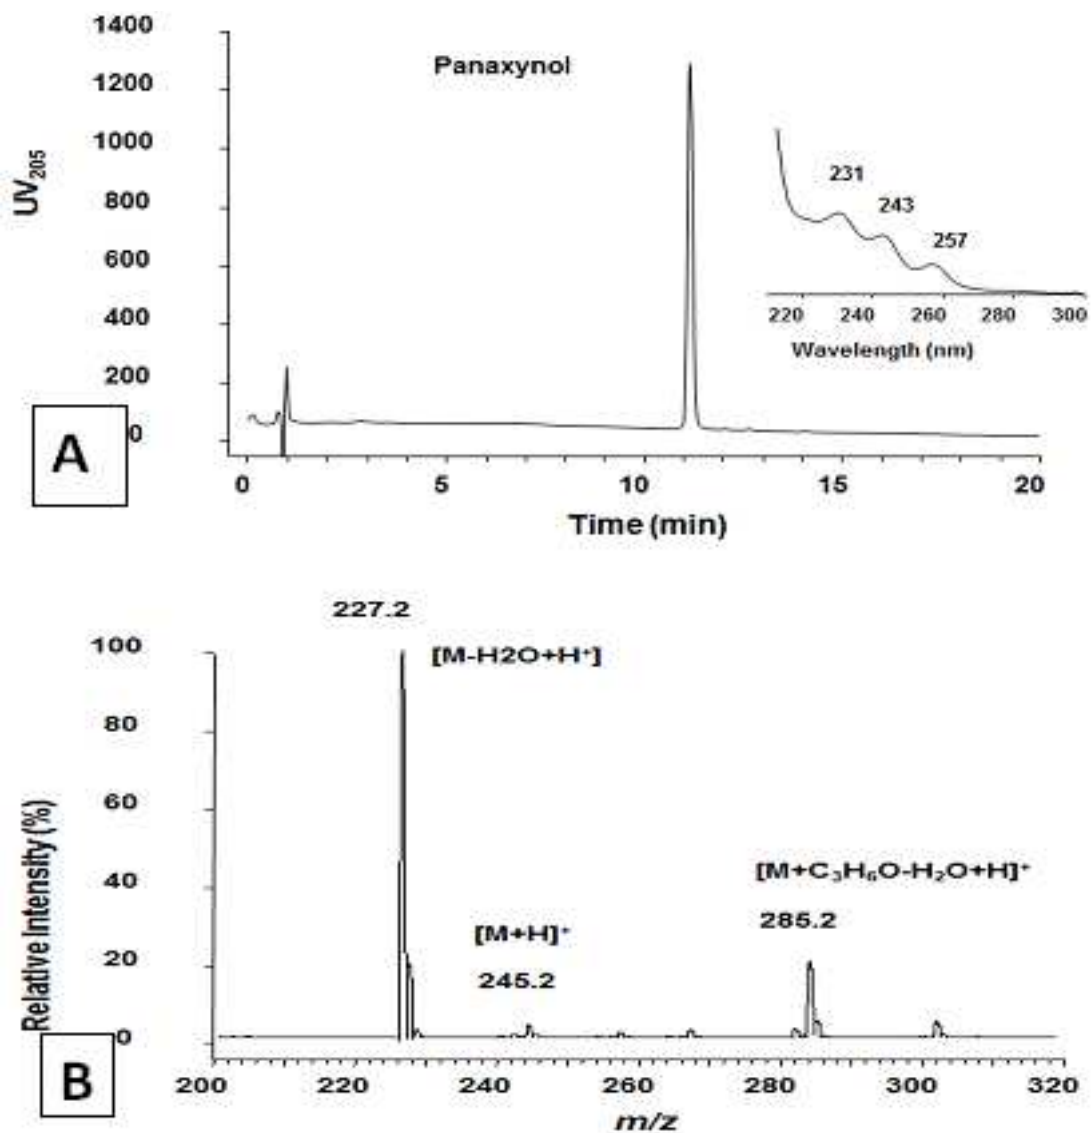 1400
1200
1000
800
600
400
200
0
UV₂₀₅
Panaxynol
231
243
257
220 240 260 280 300
Wavelength (nm)
A
0 5 10 15 20
Time (min)
227.2
[M-H2O+H⁺]
100
80
60
40
20
0
Relative Intensity (%)
[M+H]⁺
245.2
[M+C₃H₆O-H₂O+H]⁺
285.2
B
200 220 240 260 280 300 320
m/z